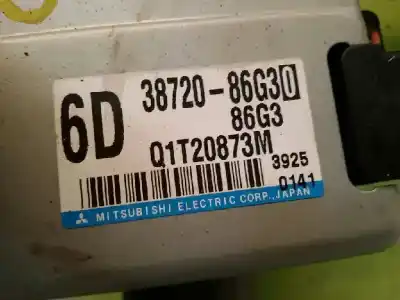 6D 38720-86G30
86G3
Q1T20873M
3925
0141
MITSUBISHI ELECTRIC CORP., JAPAN